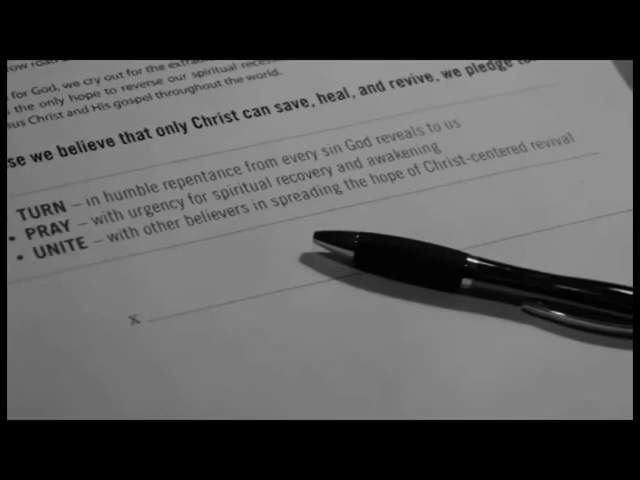 row road
for God, we cry out for the
the only hope to reverse our spiritual
sus Christ and His gospel throughout the world.
se we believe that only Christ can save, heal, and revive, we pledge to
TURN – in humble repentance from every sin God reveals to us
• PRAY – with urgency for spiritual recovery and awakening
• UNITE – with other believers in spreading the hope of Christ-centered revival
x